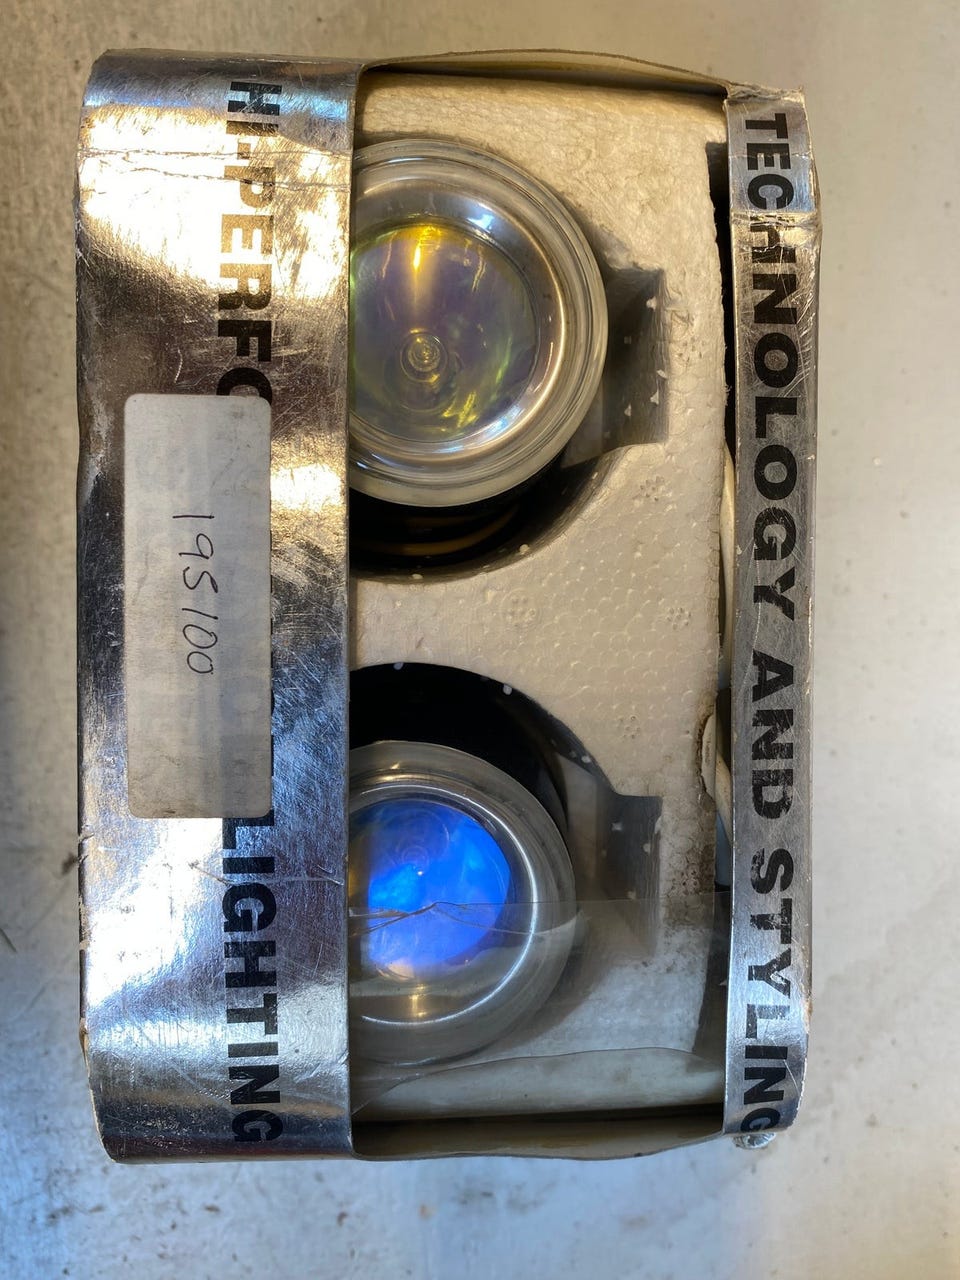 TECHNOLOGY AND STYLING
HI-PERFO LIGHTING
195100